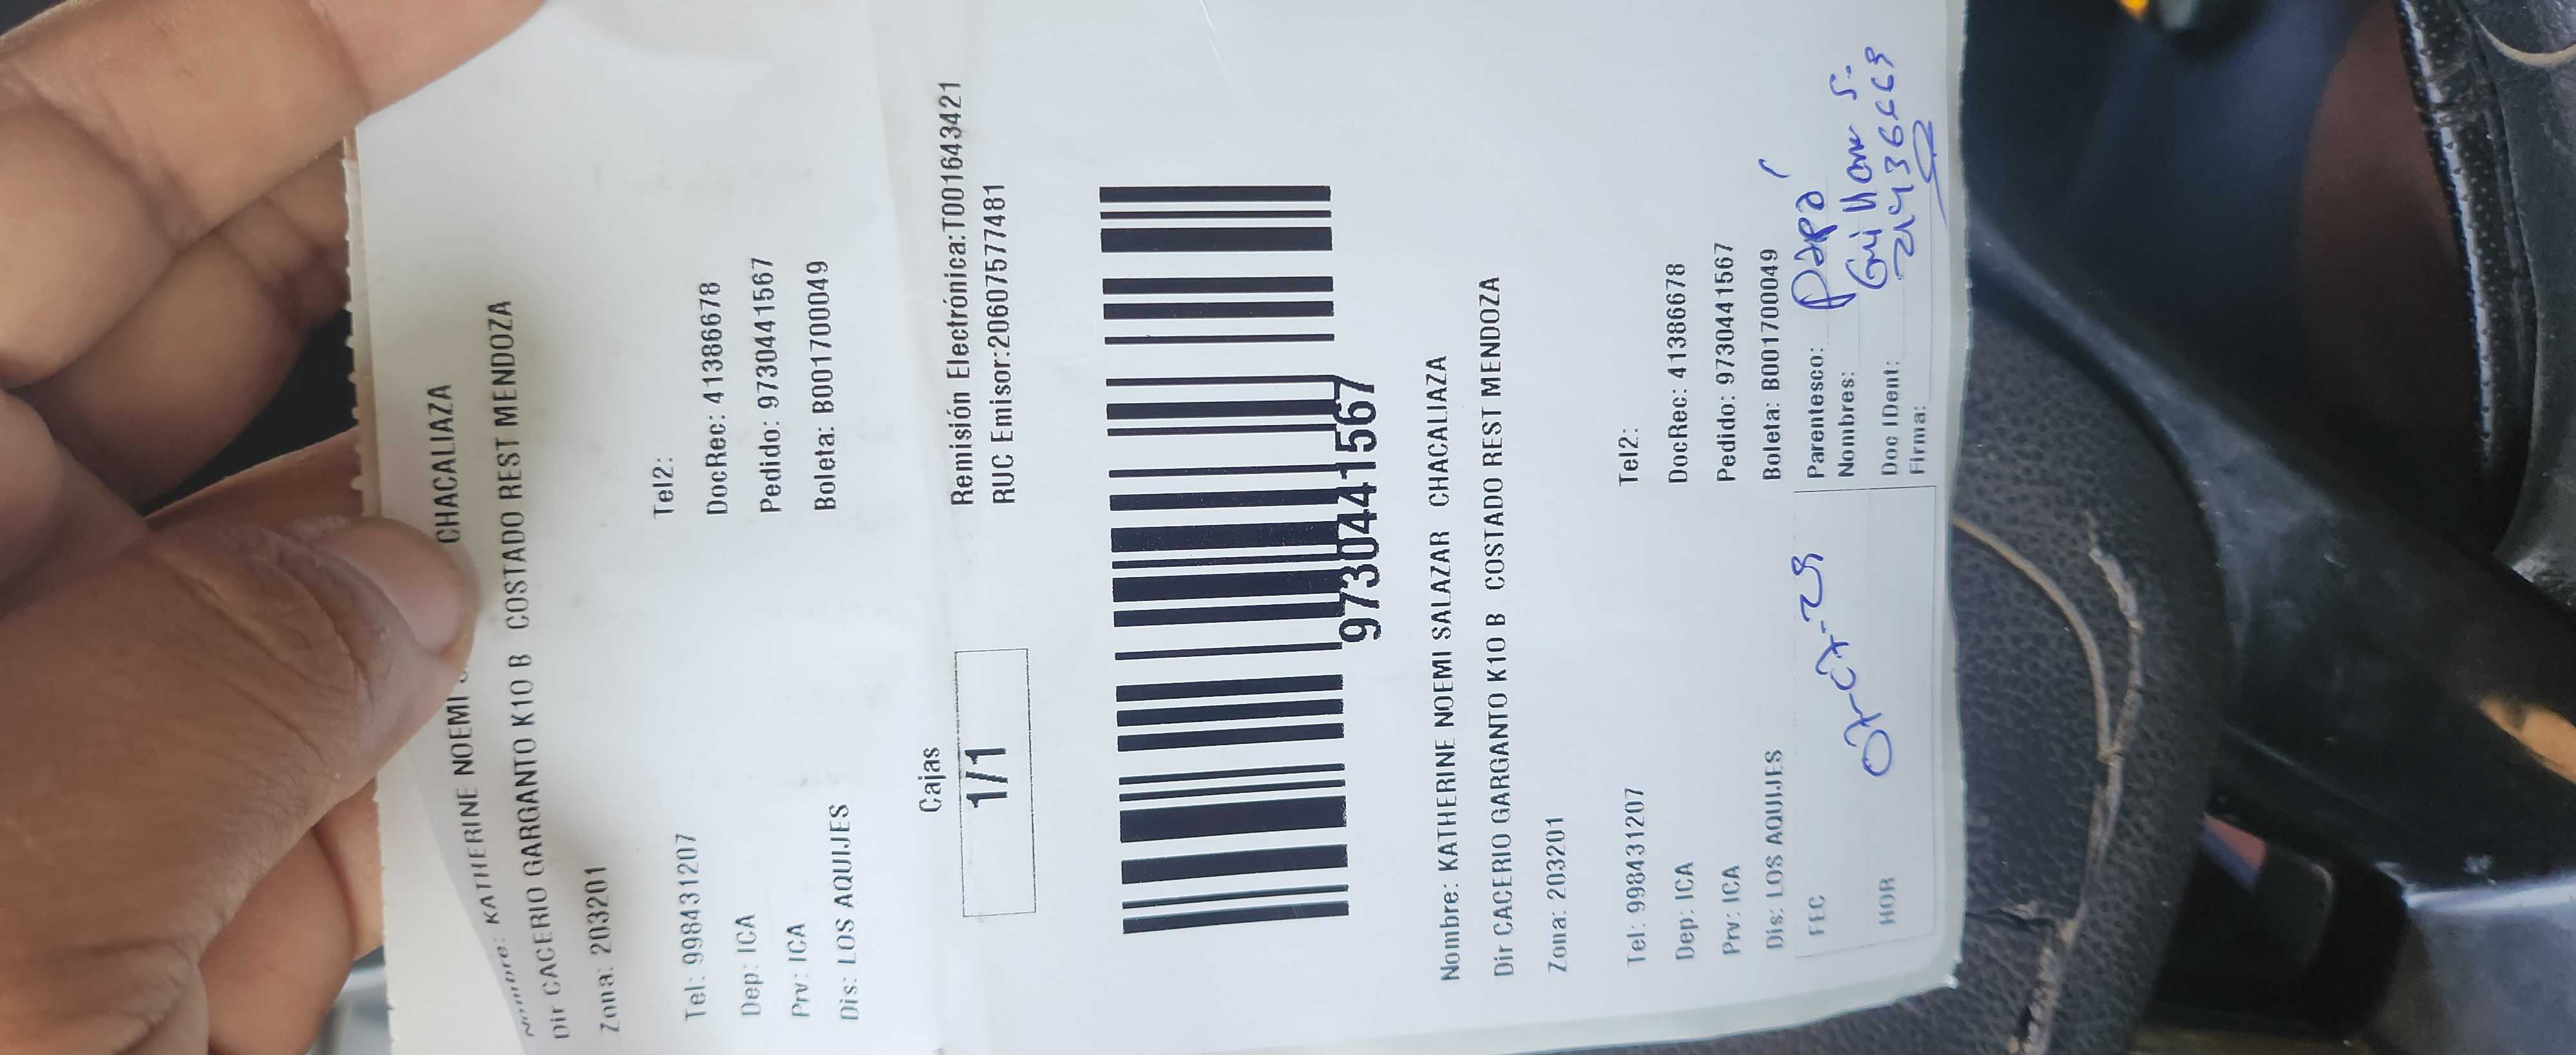 Nombre: KATHERINE NOEMI CHACALIAZA
Dir CACERIO GARGANTO K10 B COSTADO REST MENDOZA
Zona: 203201
Tel: 998431207 Tel2:
Dep: ICA DocRec: 41386678
Prv: ICA Pedido: 973044 1567
Dis: LOS AQUIJES Boleta: B001700049
Cajas
1/1
Remisión Electrónica:T001643421
RUC Emisor:20607577481
9730441567
Nombre: KATHERINE NOEMI SALAZAR CHACALIAZA
Dir CACERIO GARGANTO K10 B COSTADO REST MENDOZA
Zona: 203201
Tel: 998431207 Tel2:
Dep: ICA DocRec: 41386678
Prv: ICA Pedido: 9730441567
Dis: LOS AQUIJES Boleta: B001700049
FEC Parentesco: Papá
Nombres:
HOR Doc IDent:
Firma: